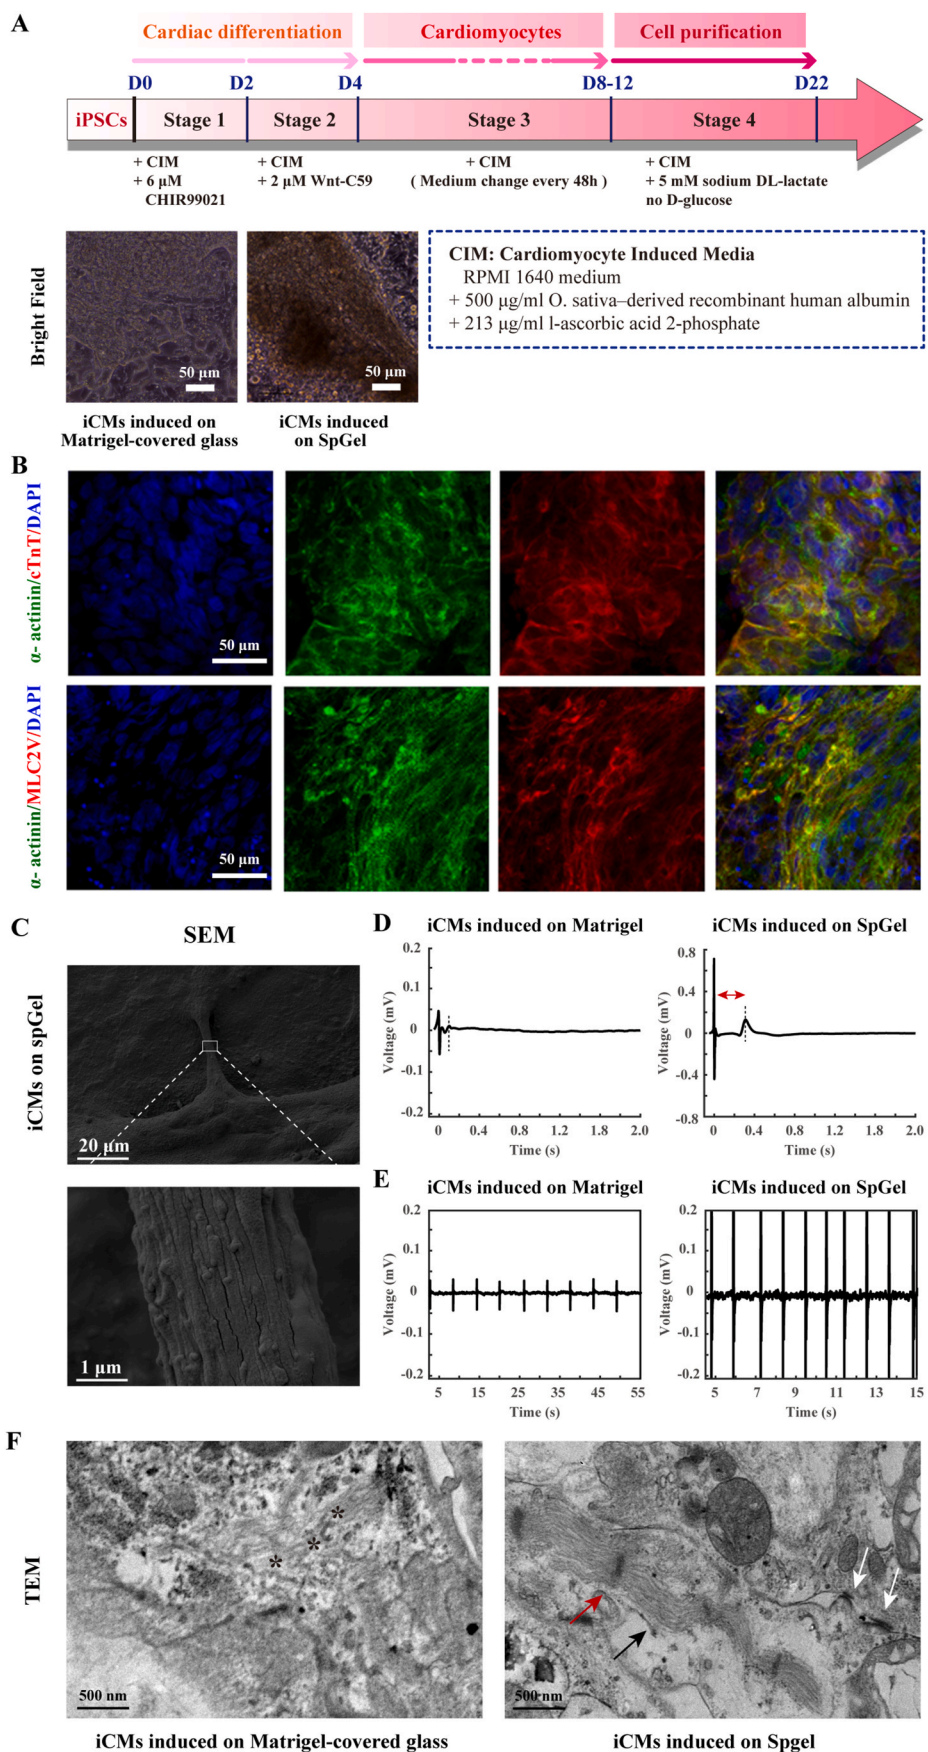 A
Cardiac differentiation
Cardiomyocytes
Cell purification
D0
D2
D4
D8-12
D22
iPSCs
Stage 1
Stage 2
Stage 3
Stage 4
+ CIM
+ 6 μM
CHIR99021
+ CIM
+ 2 μM Wnt-C59
+ CIM
( Medium change every 48h )
+ CIM
+ 5 mM sodium DL-lactate
no D-glucose
Bright Field
50 μm
50 μm
iCMs induced on
Matrigel-covered glass
iCMs induced
on SpGel
CIM: Cardiomyocyte Induced Media
RPMI 1640 medium
+ 500 μg/ml O. sativa–derived recombinant human albumin
+ 213 μg/ml l-ascorbic acid 2-phosphate
B
α- actinin/cTnT/DAPI
50 μm
α- actinin/MLC2V/DAPI
50 μm
C
SEM
iCMs on spGel
20 μm
1 μm
D
iCMs induced on Matrigel
Voltage (mV)
0.2
0.1
0
-0.1
-0.2
0
0.4
0.8
1.2
1.6
2.0
Time (s)
iCMs induced on SpGel
Voltage (mV)
0.8
0.4
0
-0.4
-0.8
0
0.4
0.8
1.2
1.6
2.0
Time (s)
E
iCMs induced on Matrigel
Voltage (mV)
0.2
0.1
0
-0.1
-0.2
5
15
25
35
45
55
Time (s)
iCMs induced on SpGel
Voltage (mV)
0.2
0.1
0
-0.1
-0.2
5
7
9
11
13
15
Time (s)
F
TEM
* * *
500 nm
500 nm
iCMs induced on Matrigel-covered glass
iCMs induced on Spgel